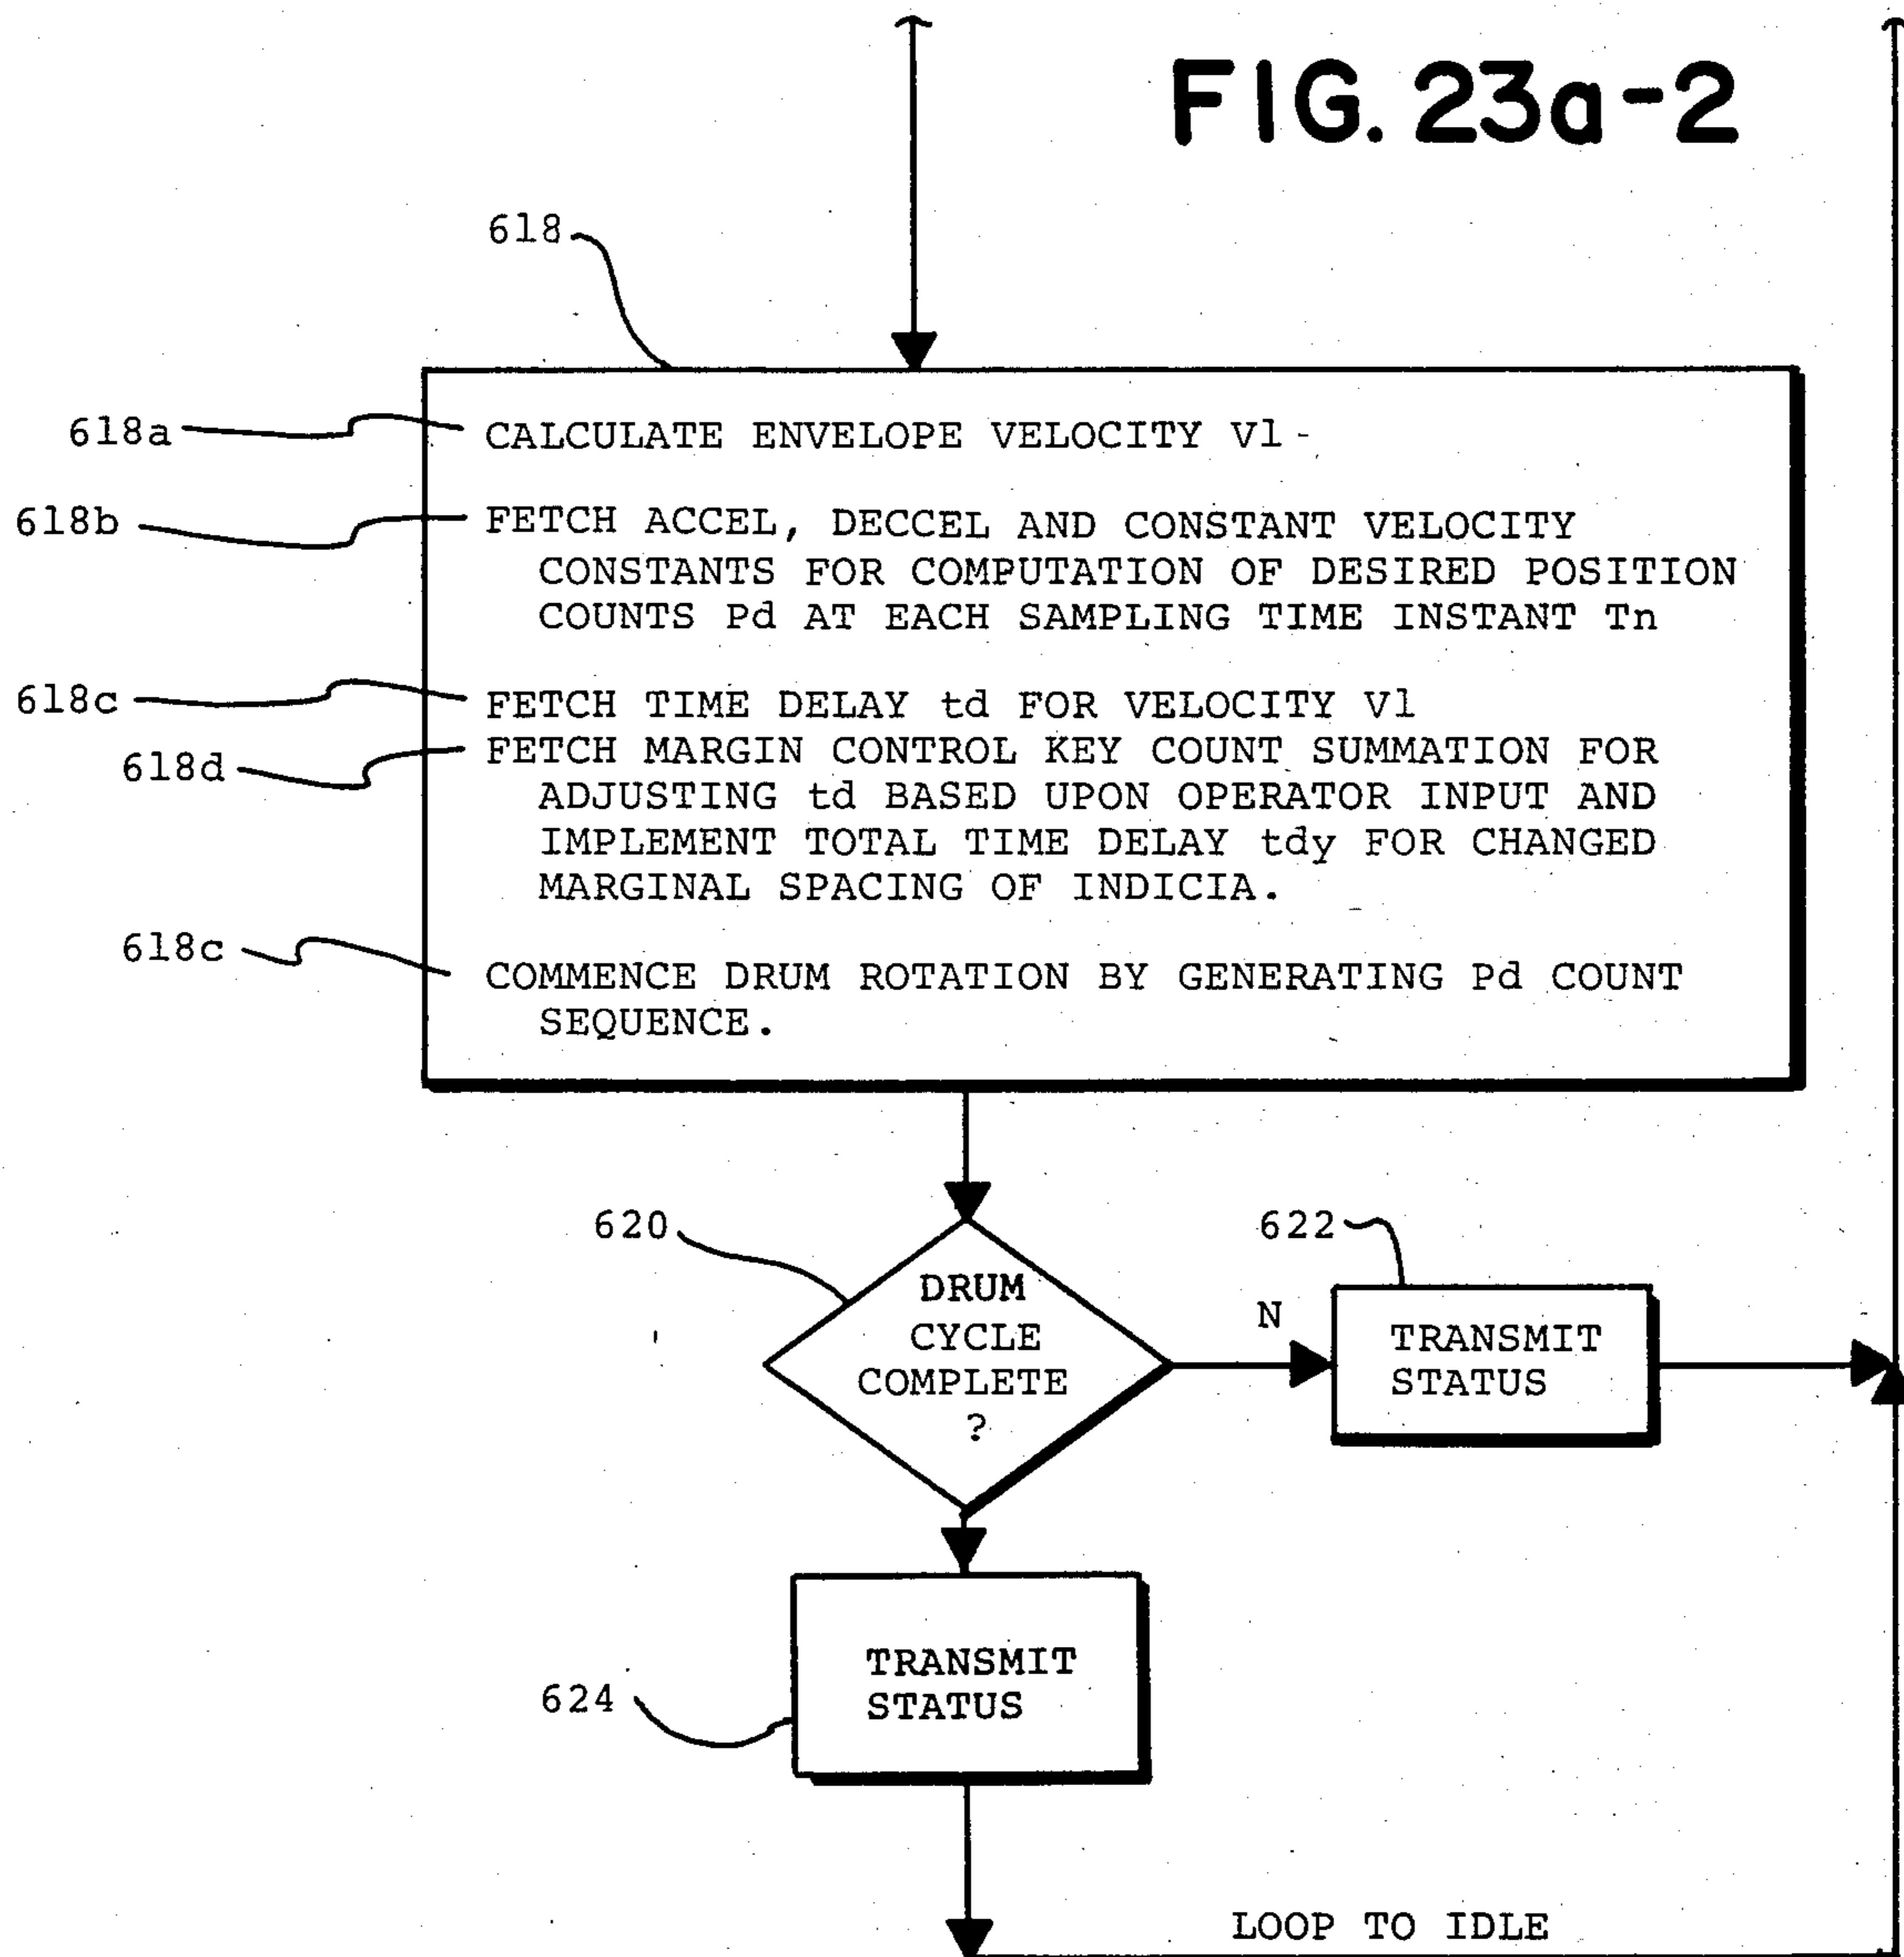 FIG. 23a-2
618
618a
CALCULATE ENVELOPE VELOCITY V1
618b
FETCH ACCEL, DECCEL AND CONSTANT VELOCITY
CONSTANTS FOR COMPUTATION OF DESIRED POSITION
COUNTS Pd AT EACH SAMPLING TIME INSTANT Tn
618c
FETCH TIME DELAY td FOR VELOCITY V1
618d
FETCH MARGIN CONTROL KEY COUNT SUMMATION FOR
ADJUSTING td BASED UPON OPERATOR INPUT AND
IMPLEMENT TOTAL TIME DELAY tdy FOR CHANGED
MARGINAL SPACING OF INDICIA.
618c
COMMENCE DRUM ROTATION BY GENERATING Pd COUNT
SEQUENCE.
620
DRUM
CYCLE
COMPLETE
?
N
622
TRANSMIT
STATUS
624
TRANSMIT
STATUS
LOOP TO IDLE